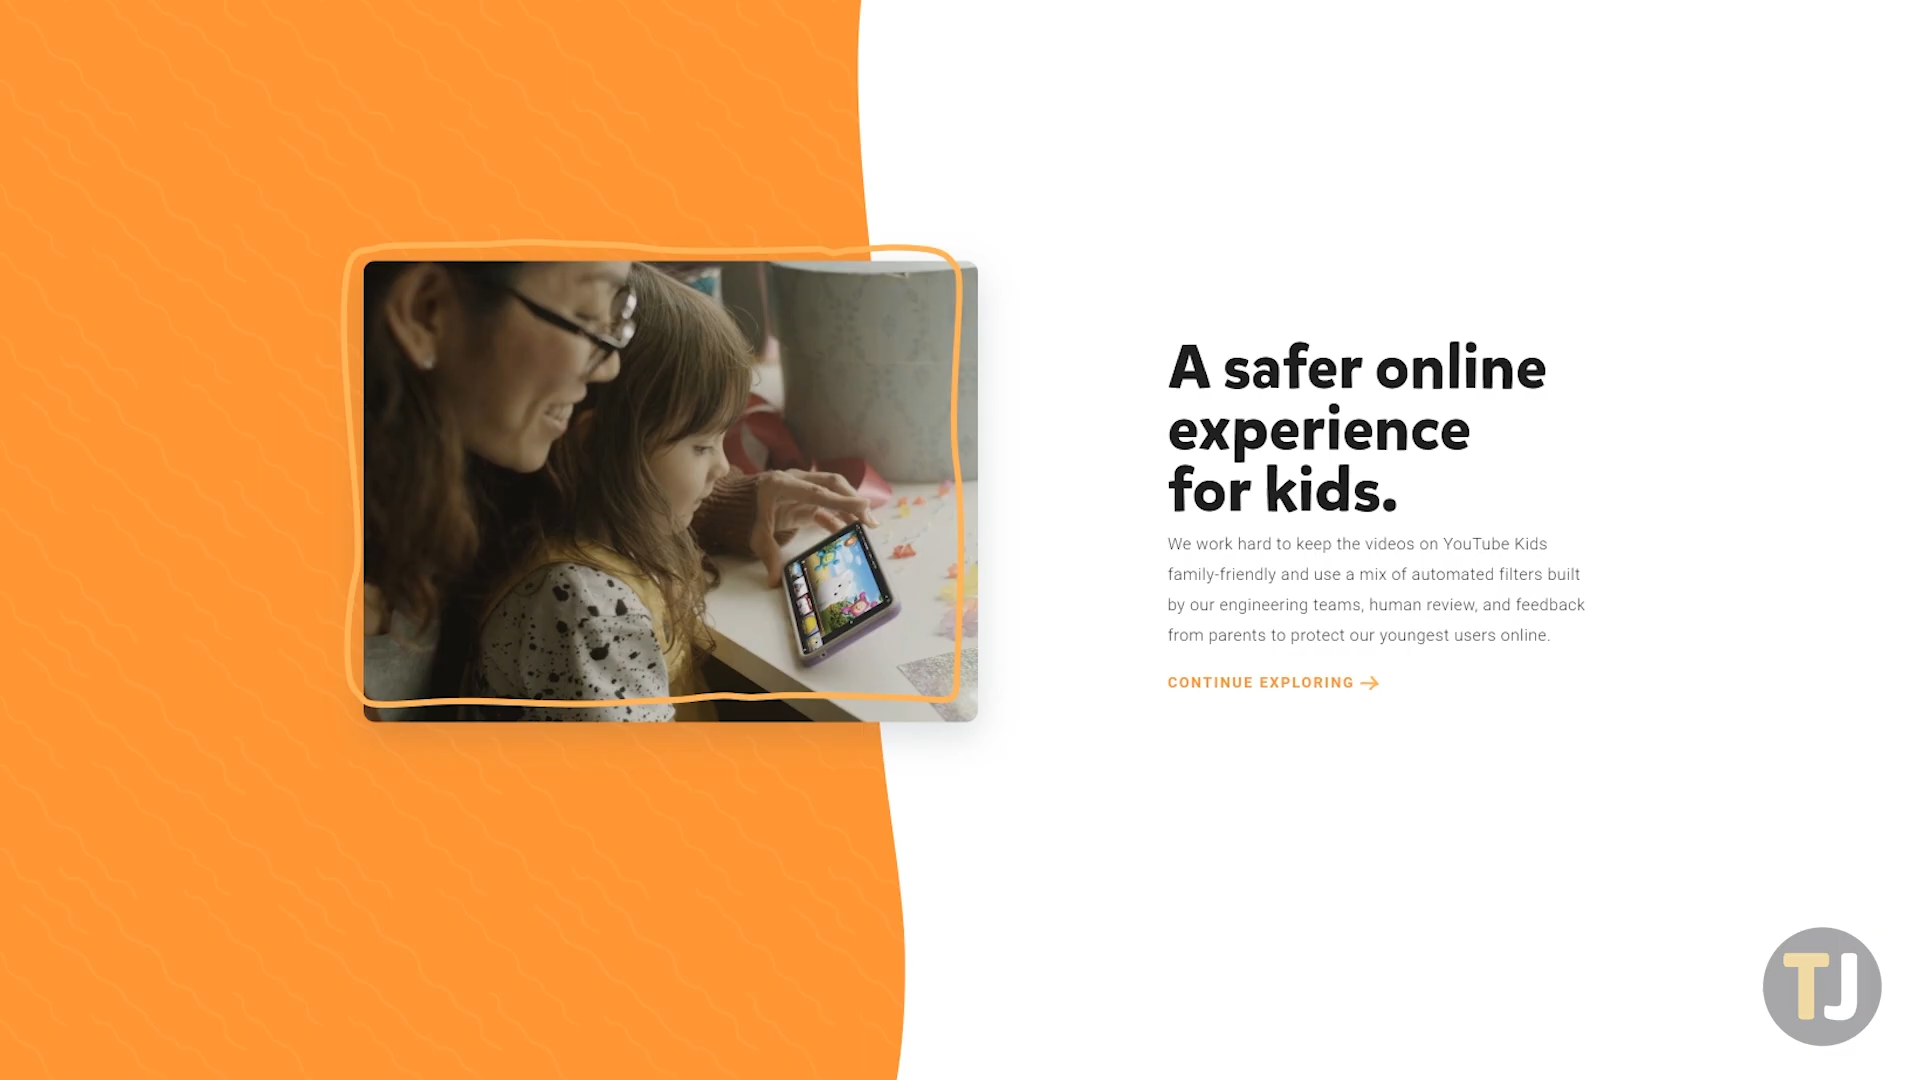 A safer online
experience
for kids.
We work hard to keep the videos on YouTube Kids
family-friendly and use a mix of automated filters built
by our engineering teams, human review, and feedback
from parents to protect our youngest users online.
CONTINUE EXPLORING
TJ